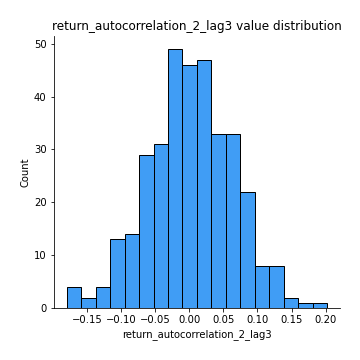 return_autocorrelation_2_lag3 value distribution
50
40
30
20
10
0
Count
−0.15 −0.10 −0.05 0.00 0.05 0.10 0.15 0.20
return_autocorrelation_2_lag3